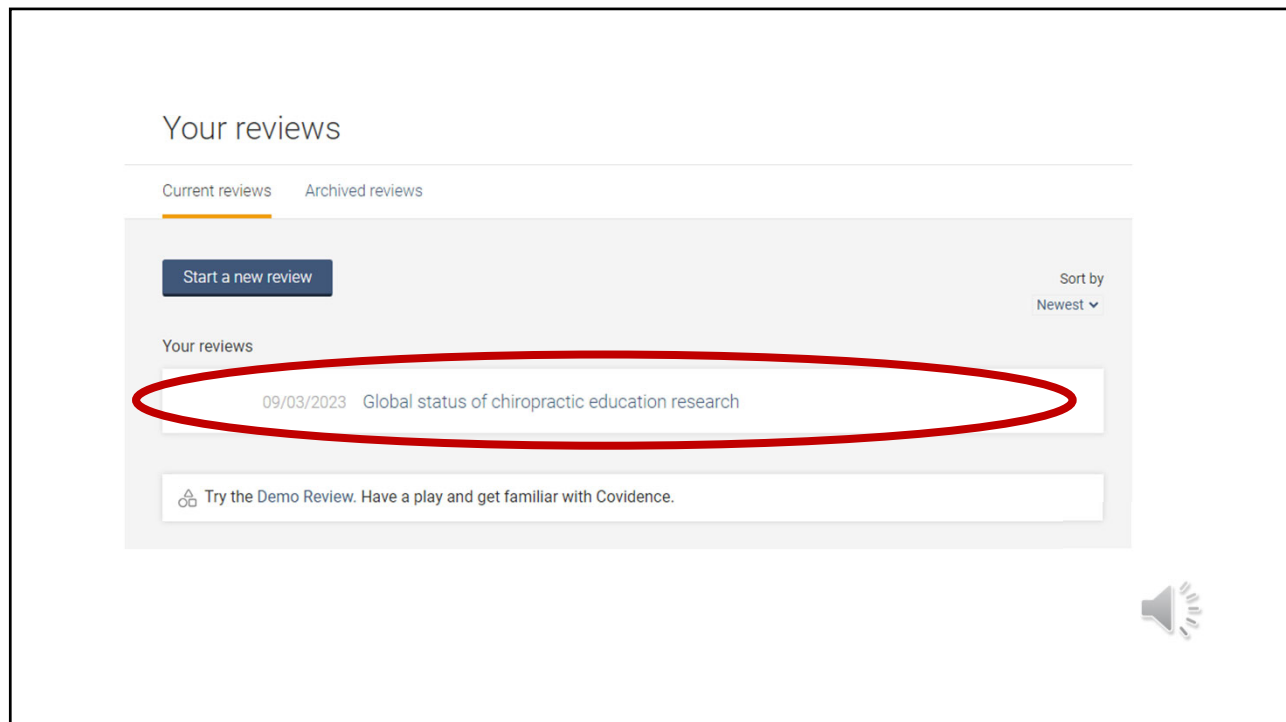 Your reviews
Current reviews Archived reviews
Start a new review
Sort by
Newest
Your reviews
09/03/2023 Global status of chiropractic education research
Try the Demo Review. Have a play and get familiar with Covidence.